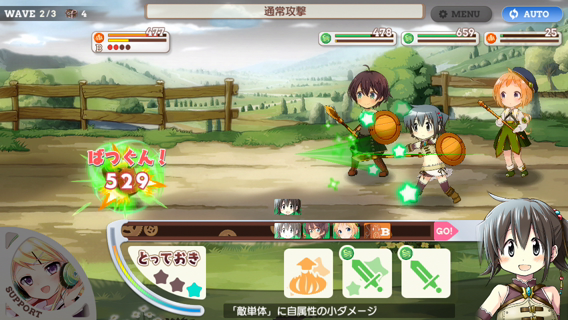 WAVE 2/3 4
通常攻撃
MENU
AUTO
477
B
478
659
25
ばつぐん!
529
B
GO!
とっておき
SUPPORT
「敵単体」に自属性の小ダメージ